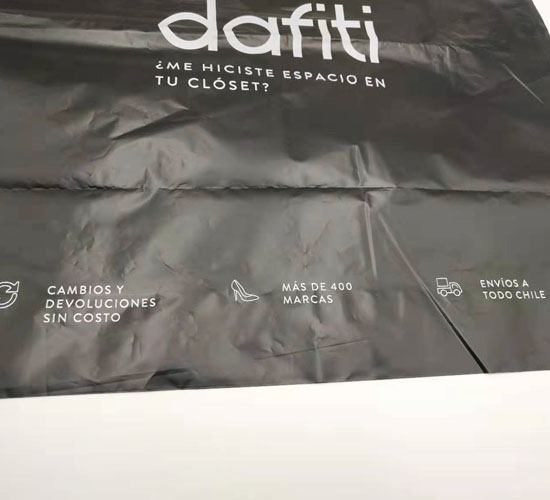 dafiti
¿ME HICISTE ESPACIO EN
TU CLÓSET?
CAMBIOS Y
DEVOLUCIONES
SIN COSTO
MÁS DE 400
MARCAS
ENVÍOS A
TODO CHILE